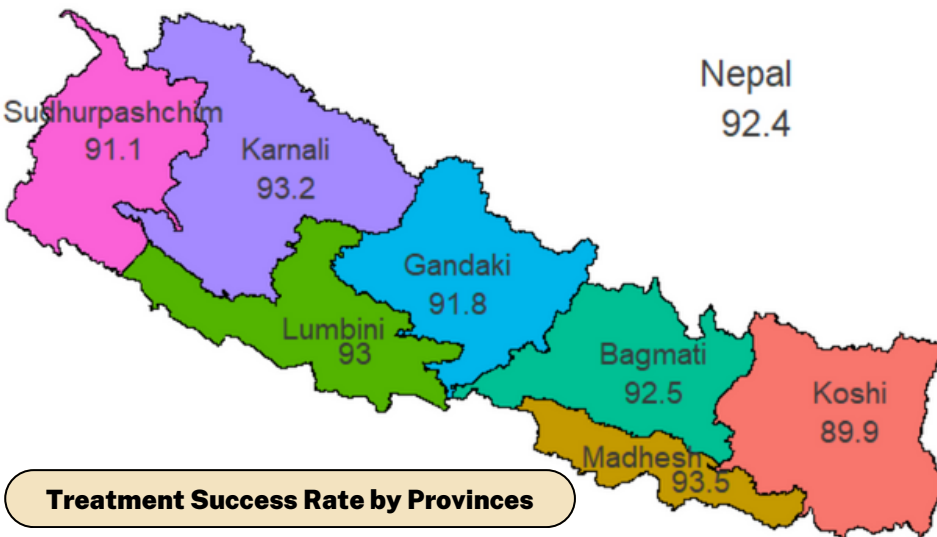 Nepal
92.4
Sudhurpashchim
91.1
Karnali
93.2
Gandaki
91.8
Lumbini
93
Bagmati
92.5
Koshi
89.9
Madhesh
93.5
Treatment Success Rate by Provinces